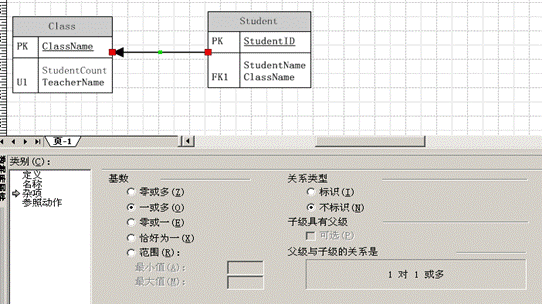 Class
PK ClassName
StudentCount
U1 TeacherName
Student
PK StudentID
StudentName
FK1 ClassName
页-1
类别(C):
定义
名称
杂项
参照动作
基数
零或多(Z)
一或多(O)
零或一(E)
恰好为一(X)
范围(R):
最小值(A):
最大值(M):
关系类型
标识(I)
不标识(N)
子级具有父级
可选(P)
父级与子级的关系是
1 对 1 或多